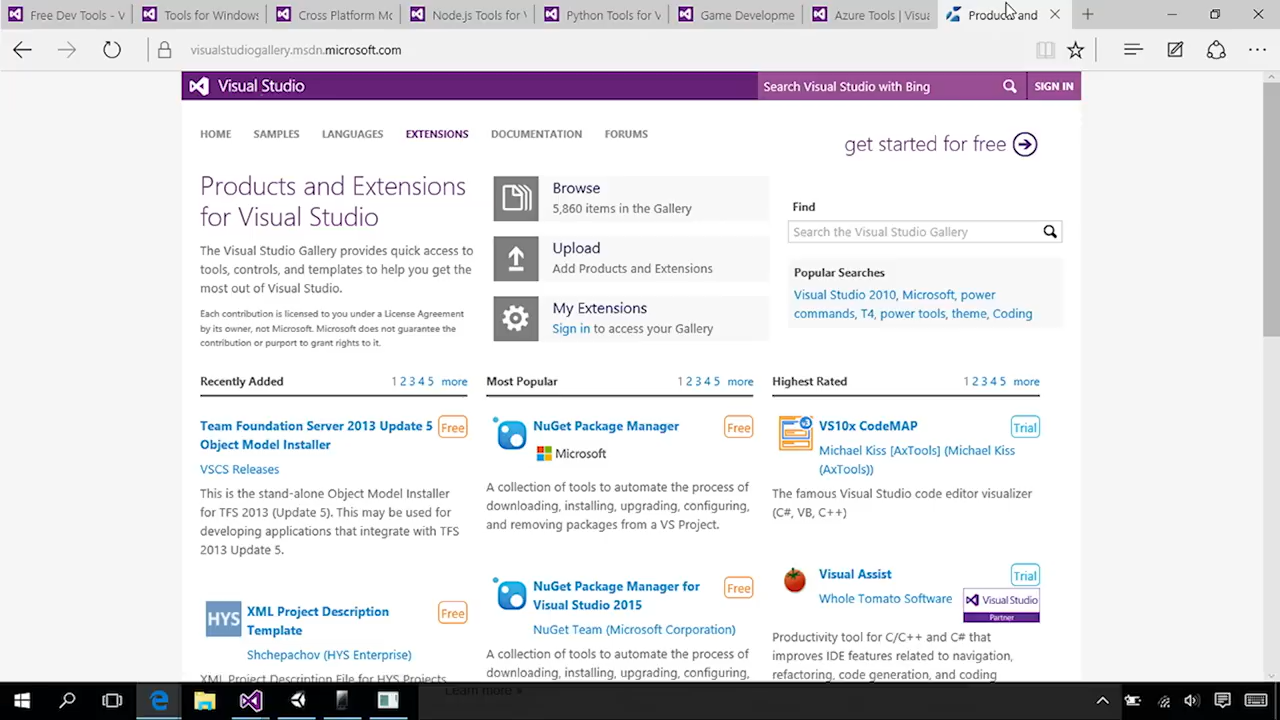 Free Dev Tools - V
Tools for Windows
Cross Platform Mo
Node.js Tools for V
Python Tools for V
Game Developme
Azure Tools | Visua
Products and
visualstudiogallery.msdn.microsoft.com
Visual Studio
Search Visual Studio with Bing
SIGN IN
HOME SAMPLES LANGUAGES EXTENSIONS DOCUMENTATION FORUMS
get started for free
Products and Extensions
for Visual Studio
The Visual Studio Gallery provides quick access to
tools, controls, and templates to help you get the
most out of Visual Studio.
Each contribution is licensed to you under a License Agreement
by its owner, not Microsoft. Microsoft does not guarantee the
contribution or purport to grant rights to it.
Browse
5,860 items in the Gallery
Upload
Add Products and Extensions
My Extensions
Sign in to access your Gallery
Find
Search the Visual Studio Gallery
Popular Searches
Visual Studio 2010, Microsoft, power
commands, T4, power tools, theme, Coding
Recently Added 1 2 3 4 5 more
Team Foundation Server 2013 Update 5
Object Model Installer
Free
VSCS Releases
This is the stand-alone Object Model Installer
for TFS 2013 (Update 5). This may be used for
developing applications that integrate with TFS
2013 Update 5.
HYS
XML Project Description
Template
Free
Shchepachov (HYS Enterprise)
XML Project Description File for HYS Projects
Most Popular 1 2 3 4 5 more
NuGet Package Manager
Free
Microsoft
A collection of tools to automate the process of
downloading, installing, upgrading, configuring,
and removing packages from a VS Project.
NuGet Package Manager for
Visual Studio 2015
Free
NuGet Team (Microsoft Corporation)
A collection of tools to automate the process of
downloading, installing, upgrading, configuring,
Highest Rated 1 2 3 4 5 more
VS10x CodeMAP
Trial
Michael Kiss [AxTools] (Michael Kiss
(AxTools))
The famous Visual Studio code editor visualizer
(C#, VB, C++)
Visual Assist
Trial
Whole Tomato Software
Visual Studio
Partner
Productivity tool for C/C++ and C# that
improves IDE features related to navigation,
refactoring, code generation, and coding
Learn more »